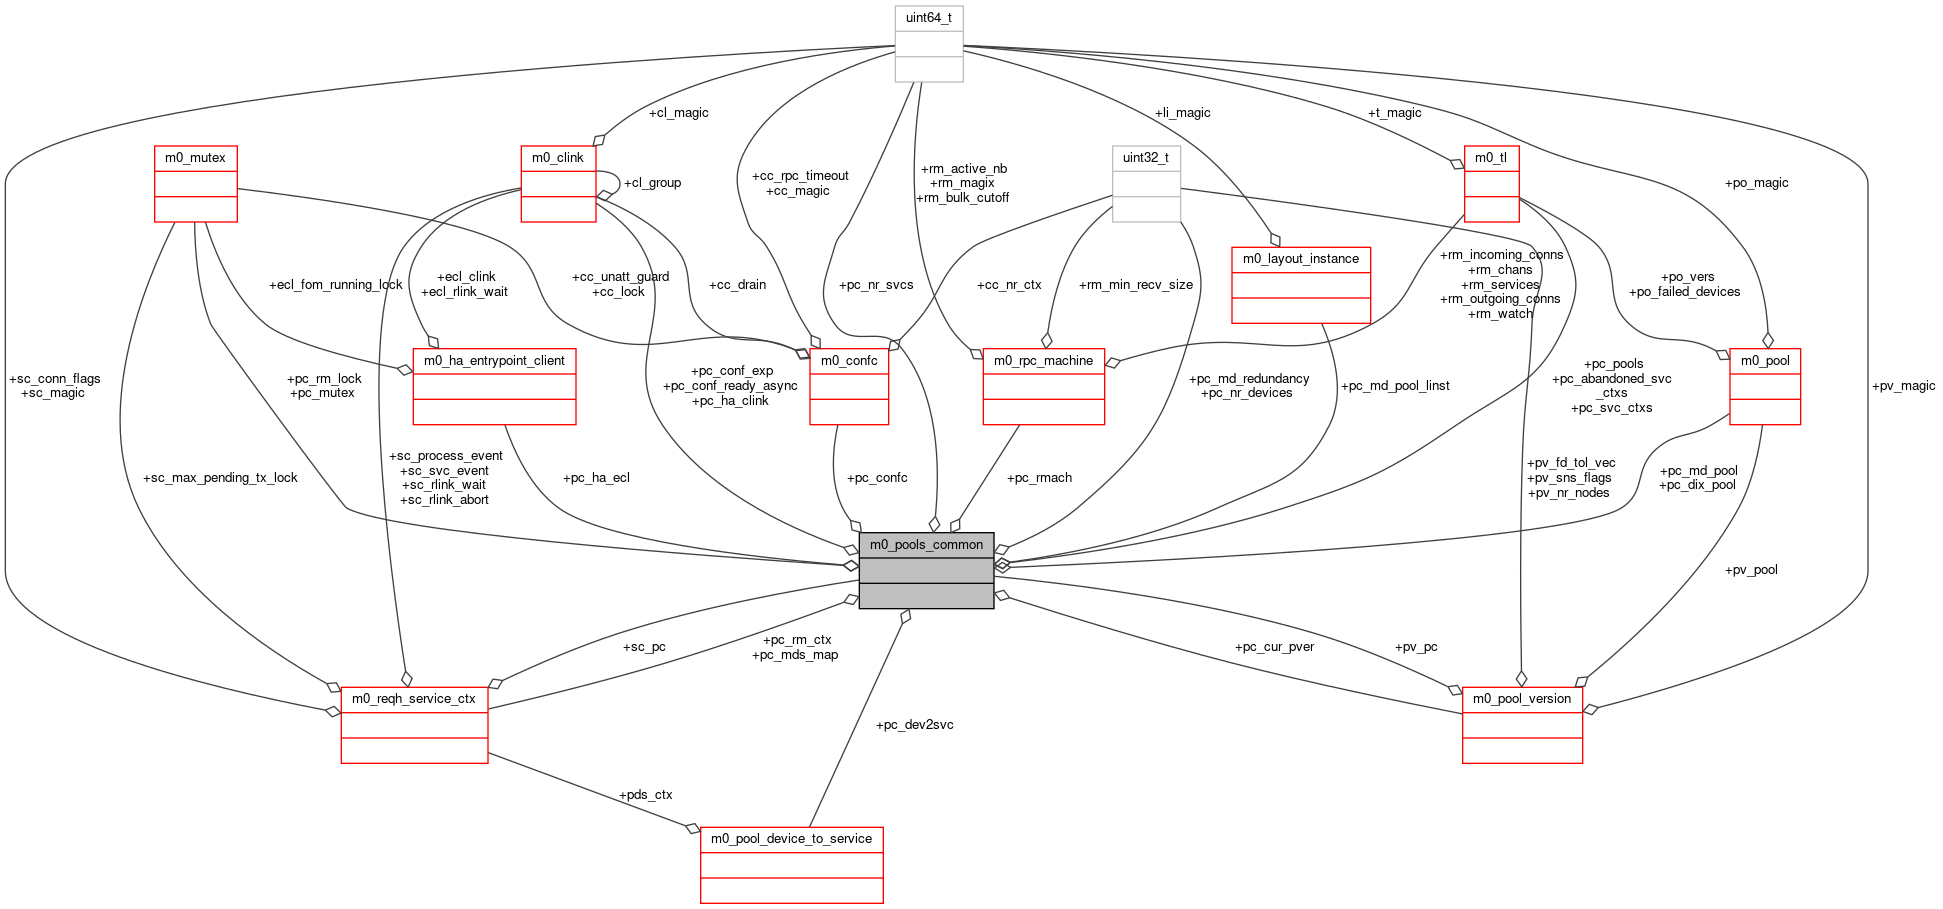 uint64_t
+cl_magic
+li_magic
+t_magic
m0_mutex
m0_clink
uint32_t
m0_tl
+cl_group
+cc_rpc_timeout
+cc_magic
+rm_active_nb
+rm_magix
+rm_bulk_cutoff
+po_magic
m0_layout_instance
+ecl_fom_running_lock
+ecl_clink
+ecl_rlink_wait
+cc_unatt_guard
+cc_lock
+cc_drain
+pc_nr_svcs
+cc_nr_ctx
+rm_min_recv_size
+rm_incoming_conns
+rm_chans
+rm_services
+rm_outgoing_conns
+rm_watch
+po_vers
+po_failed_devices
m0_ha_entrypoint_client
m0_confc
m0_rpc_machine
m0_pool
+sc_conn_flags
+sc_magic
+pc_rm_lock
+pc_mutex
+pc_conf_exp
+pc_conf_ready_async
+pc_ha_clink
+pc_md_redundancy
+pc_nr_devices
+pc_md_pool_linst
+pc_pools
+pc_abandoned_svc
_ctxs
+pc_svc_ctxs
+pv_magic
+sc_max_pending_tx_lock
+sc_process_event
+sc_svc_event
+sc_rlink_wait
+sc_rlink_abort
+pc_ha_ecl
+pc_confc
+pc_rmach
+pv_fd_tol_vec
+pv_sns_flags
+pv_nr_nodes
+pc_md_pool
+pc_dix_pool
m0_pools_common
+pv_pool
+sc_pc
+pc_rm_ctx
+pc_mds_map
+pc_cur_pver
+pv_pc
m0_reqh_service_ctx
m0_pool_version
+pc_dev2svc
+pds_ctx
m0_pool_device_to_service